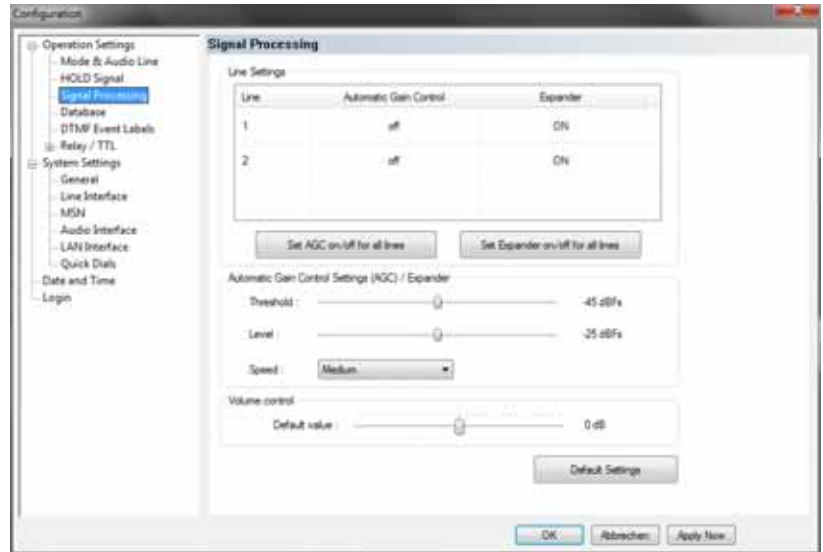 Configuration
Operation Settings
Mode & Audio Line
HOLD Signal
Signal Processing
Database
DTMF Event Labels
Relay / TTL
System Settings
General
Line Interface
MSN
Audio Interface
LAN Interface
Quick Dials
Date and Time
Login
Signal Processing
Line Settings
Line Automatic Gain Control Expander
1 off ON
2 off ON
Set AGC on/off for all lines Set Expander on/off for all lines
Automatic Gain Control Settings (AGC) / Expander
Threshold : -45 dBFs
Level : -25 dBFs
Speed : Medium
Volume control
Default value : 0 dB
Default Settings
OK Abbrechen Apply Now